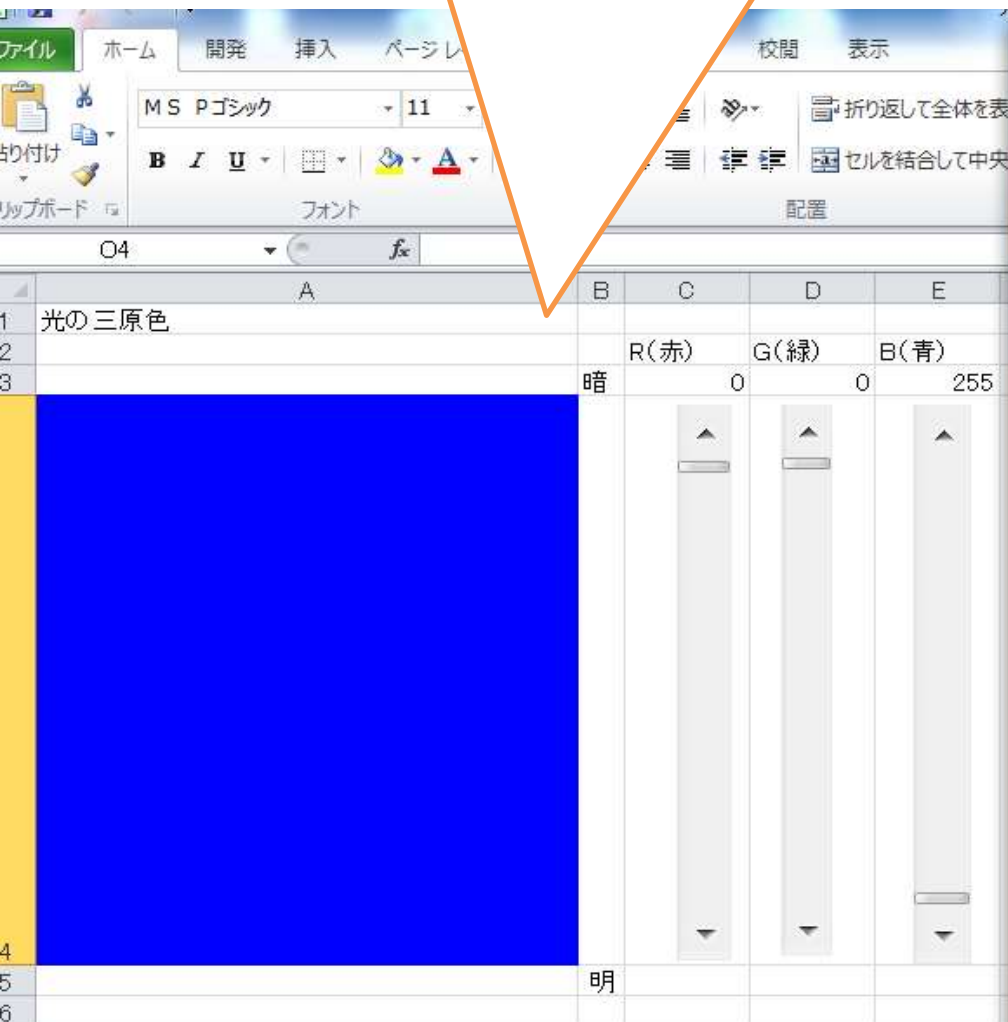 ファイル ホーム 開発 挿入 ページレ 校閲 表示
MS Pゴシック 11 折り返して全体を表
貼り付け B I U A セルを結合して中央
リップボード フォント 配置
O4 fx
A B C D E
1 光の三原色
2 R(赤) G(緑) B(青)
3 暗 0 0 255
4
5 明
6